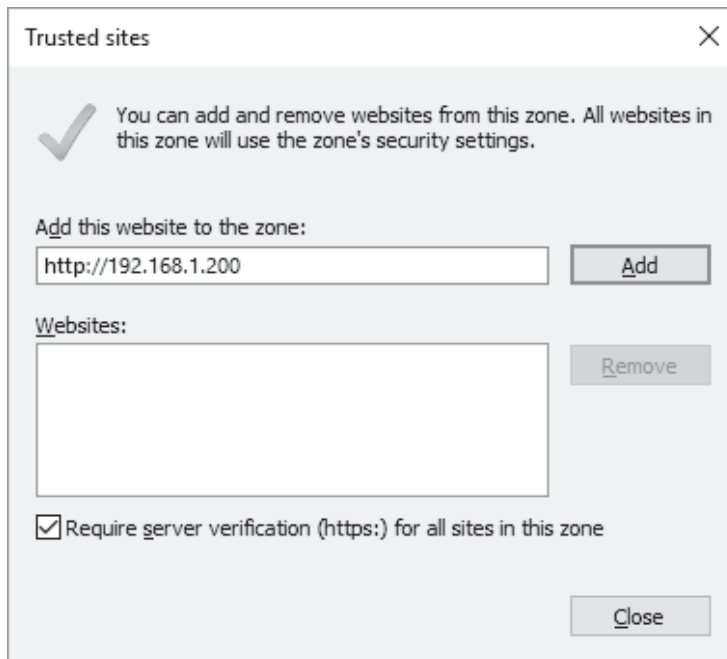 Trusted sites
You can add and remove websites from this zone. All websites in
this zone will use the zone's security settings.
Add this website to the zone:
http://192.168.1.200
Add
Websites:
Remove
Require server verification (https:) for all sites in this zone
Close